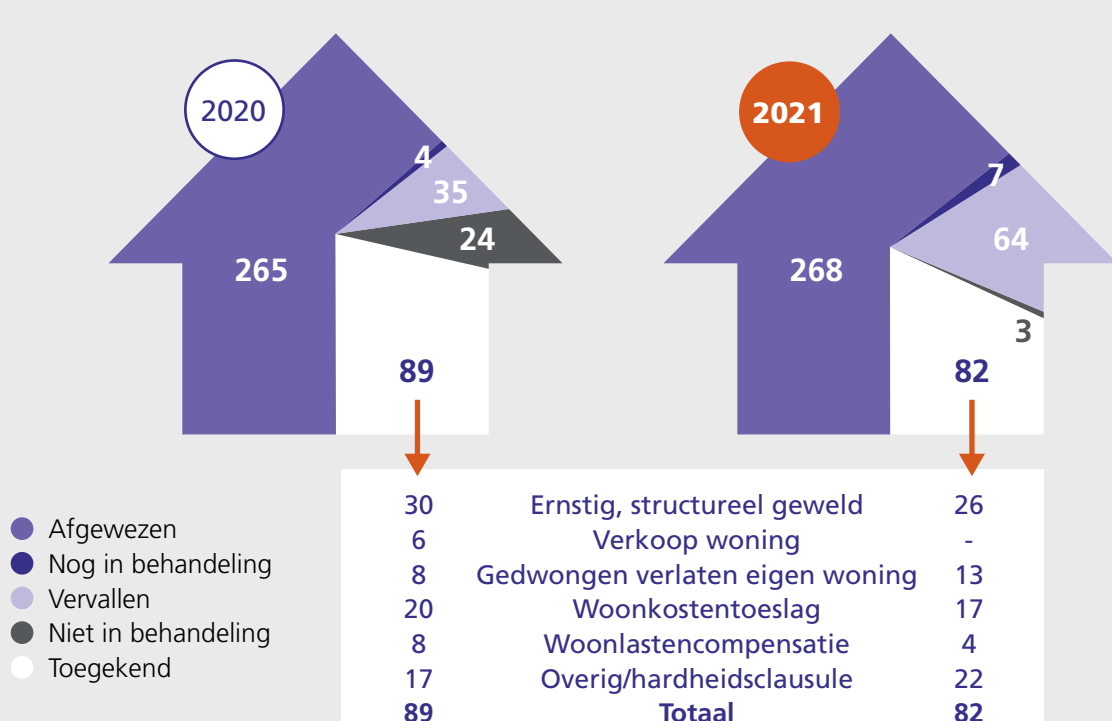 2020
4
35
24
265
89
2021
7
64
268
3
82
Afgewezen
Nog in behandeling
Vervallen
Niet in behandeling
Toegekend
30 Ernstig, structureel geweld 26
6 Verkoop woning -
8 Gedwongen verlaten eigen woning 13
20 Woonkostentoeslag 17
8 Woonlastencompensatie 4
17 Overig/hardheidsclausule 22
89 Totaal 82